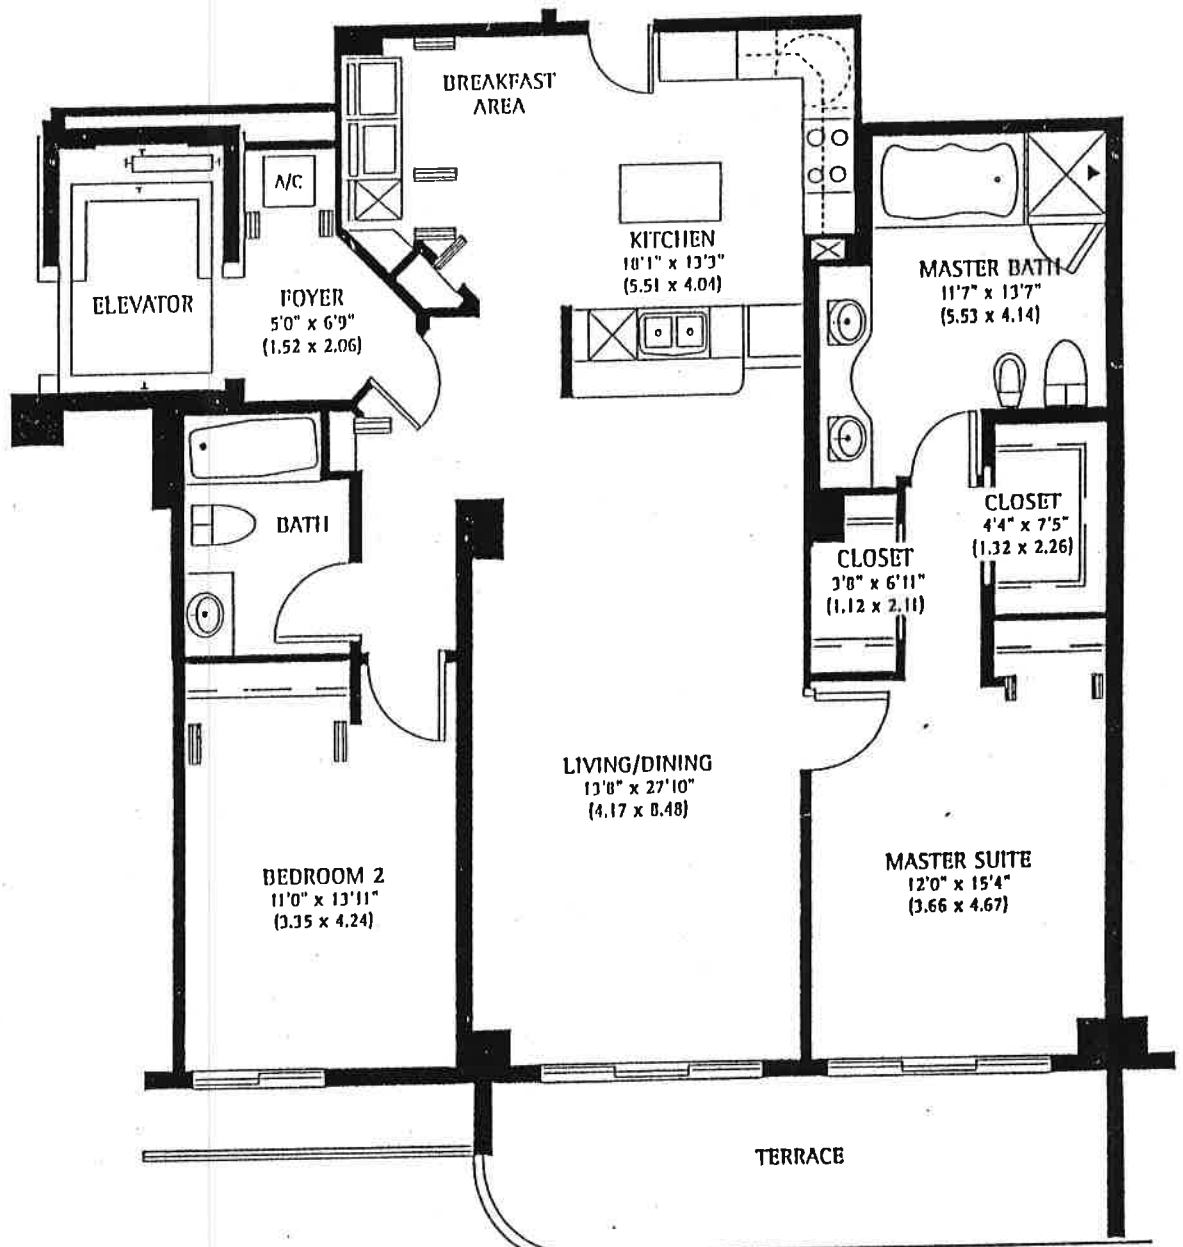 BREAKFAST
AREA
A/C
KITCHEN
18'1" x 13'3"
(5.51 x 4.04)
MASTER BATH
11'7" x 13'7"
(5.53 x 4.14)
ELEVATOR
FOYER
5'0" x 6'9"
(1.52 x 2.06)
BATH
CLOSET
4'4" x 7'5"
(1.32 x 2.26)
CLOSET
3'8" x 6'11"
(1.12 x 2.11)
LIVING/DINING
13'8" x 27'10"
(4.17 x 8.48)
MASTER SUITE
12'0" x 15'4"
(3.66 x 4.67)
BEDROOM 2
11'0" x 13'11"
(3.35 x 4.24)
TERRACE